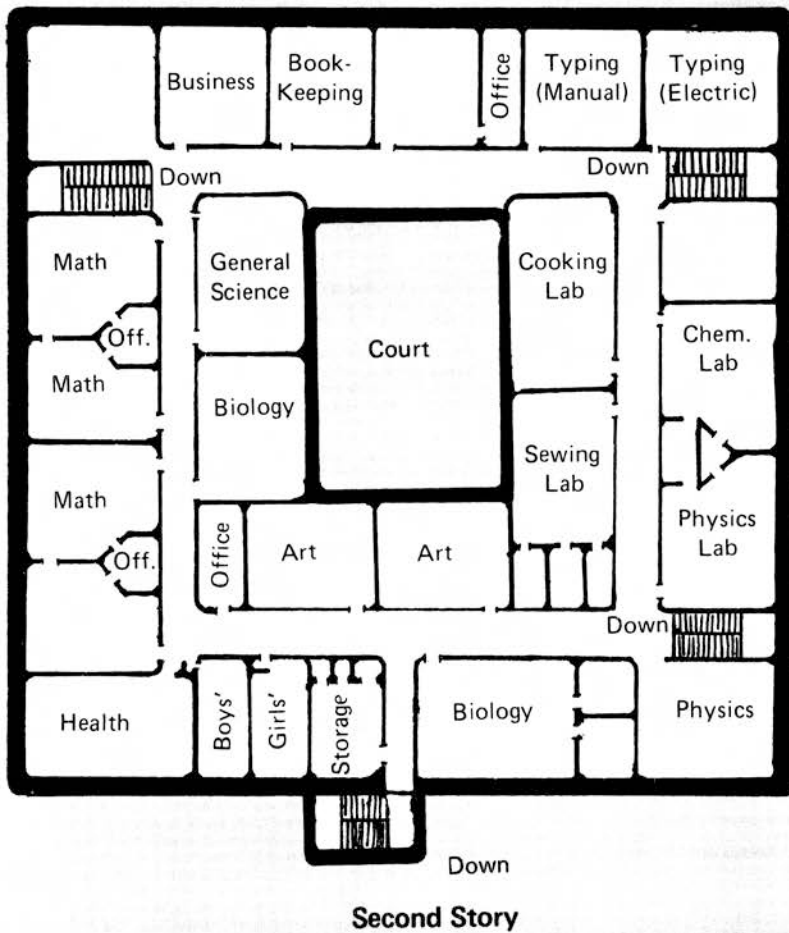 Business
Book-
Keeping
Office
Typing
(Manual)
Typing
(Electric)
Down
Down
Math
General
Science
Court
Cooking
Lab
Off.
Chem.
Lab
Math
Biology
Sewing
Lab
Math
Physics
Lab
Off.
Office
Art
Art
Down
Health
Boys'
Girls'
Storage
Biology
Physics
Down
Second Story